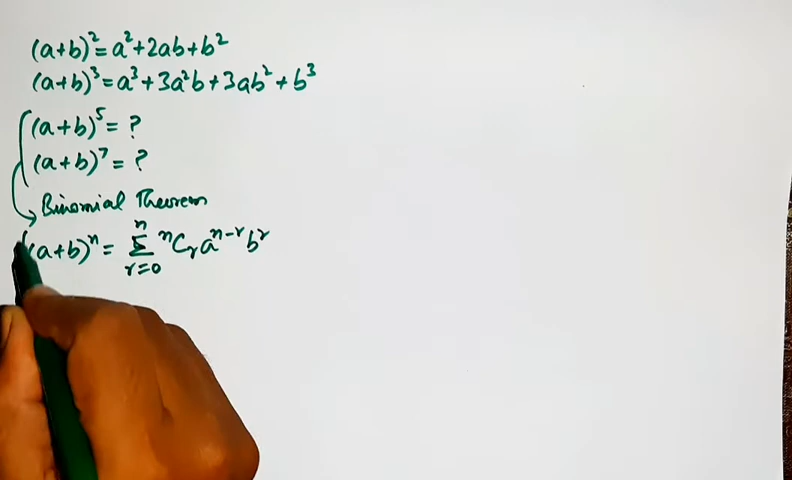 (a+b)² = a² + 2ab + b²
(a+b)³ = a³ + 3a²b + 3ab² + b³
(a+b)⁵ = ?
(a+b)⁷ = ?
Binomial Theorem
(a+b)ⁿ = Σ_{r=0}^{n} ⁿCᵣ aⁿ⁻ʳ bʳ